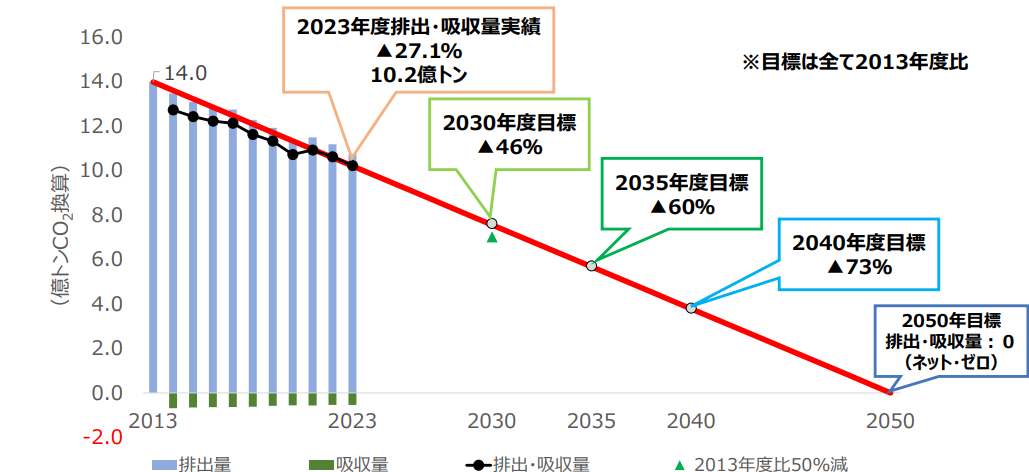 2023年度排出・吸収量実績
▲27.1%
10.2億トン
※目標は全て2013年度比
2030年度目標
▲46%
2035年度目標
▲60%
2040年度目標
▲73%
2050年目標
排出・吸収量：0
（ネット・ゼロ）
14.0
（億トンCO₂換算）
16.0
14.0
12.0
10.0
8.0
6.0
4.0
2.0
0.0
-2.0
2013
2023
2030
2035
2040
2050
排出量
吸収量
排出・吸収量
2013年度比50%減